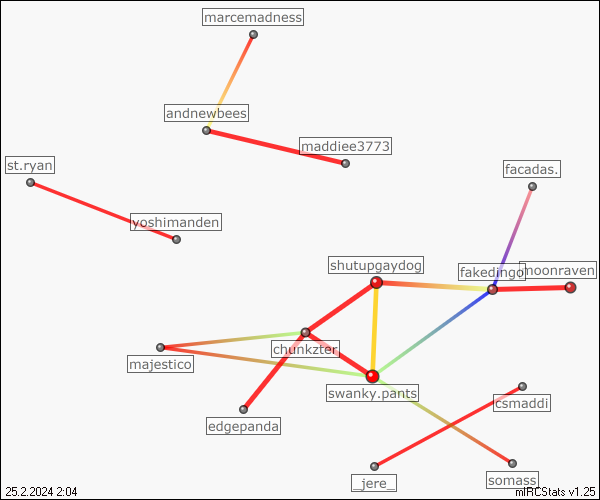 marcemadness
andnewbees
maddiee3773
st.ryan
facadas.
yoshimanden
shutupgaydog
fakedingo
moonraven
chunkzter
majestico
swanky.pants
csmaddi
edgepanda
_jere_
somass
25.2.2024 2:04
mIRCStats v1.25